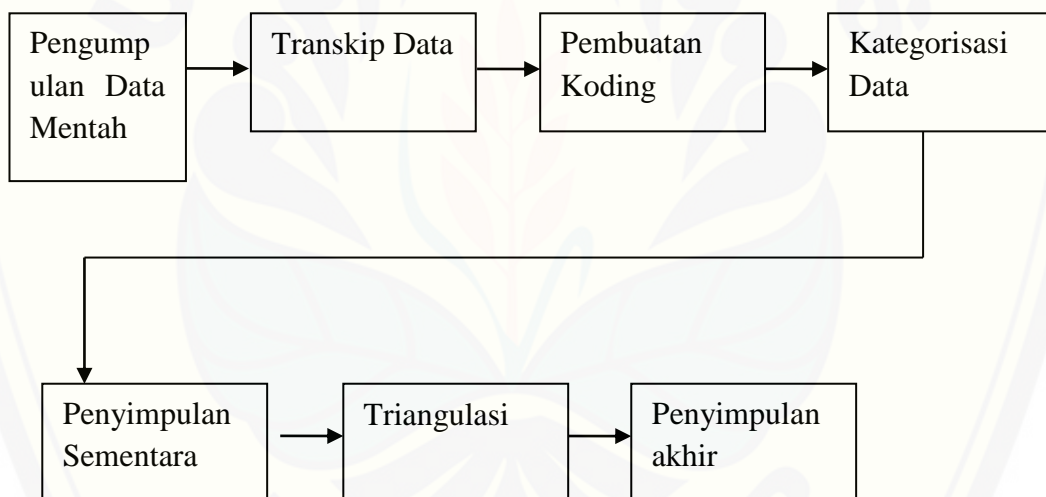 Pengump
ulan Data
Mentah
Transkip Data
Pembuatan
Koding
Kategorisasi
Data
Penyimpulan
Sementara
Triangulasi
Penyimpulan
akhir